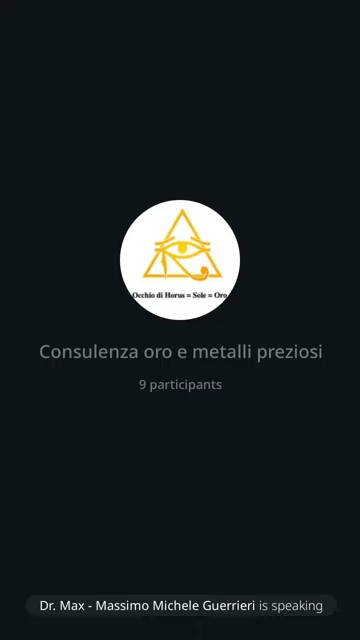 Occhio di Horus = Sole = Oro
Consulenza oro e metalli preziosi
9 participants
Dr. Max - Massimo Michele Guerrieri is speaking